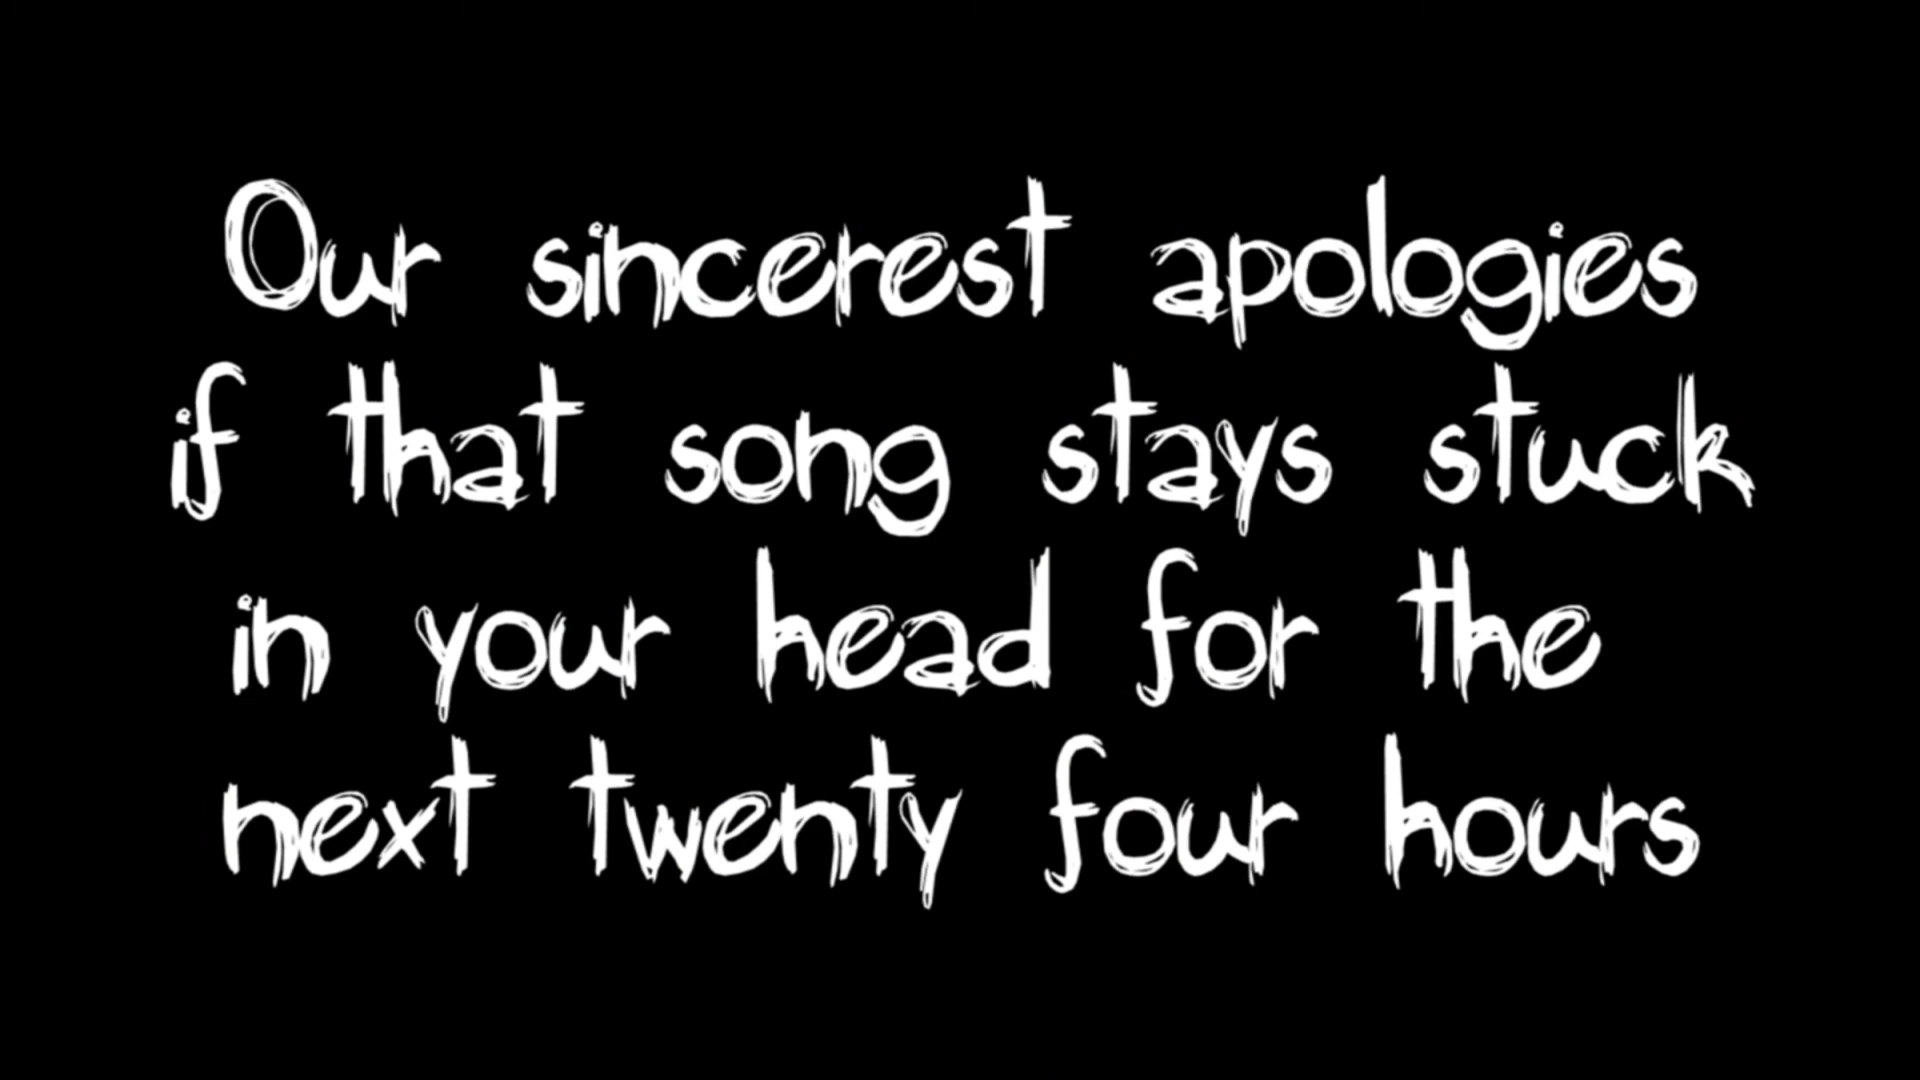 Our sincerest apologies
if that song stays stuck
in your head for the
next twenty four hours